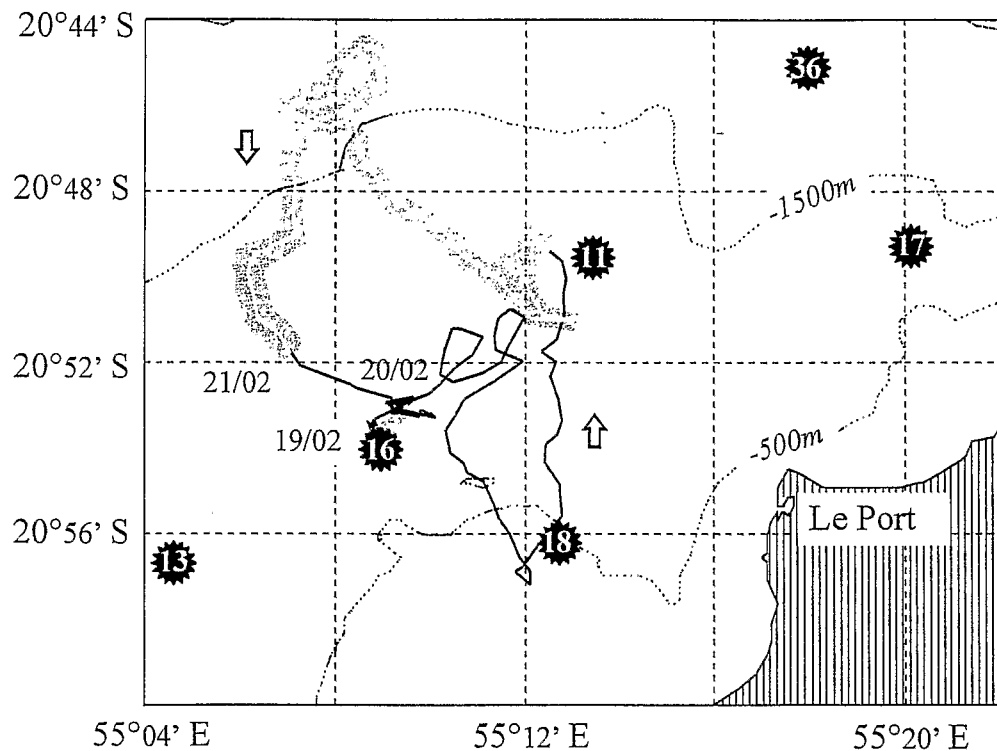 20°44' S
36
20°48' S
-1500m
11
17
20°52' S
21/02
20/02
19/02
16
-500m
20°56' S
13
18
Le Port
55°04' E
55°12' E
55°20' E